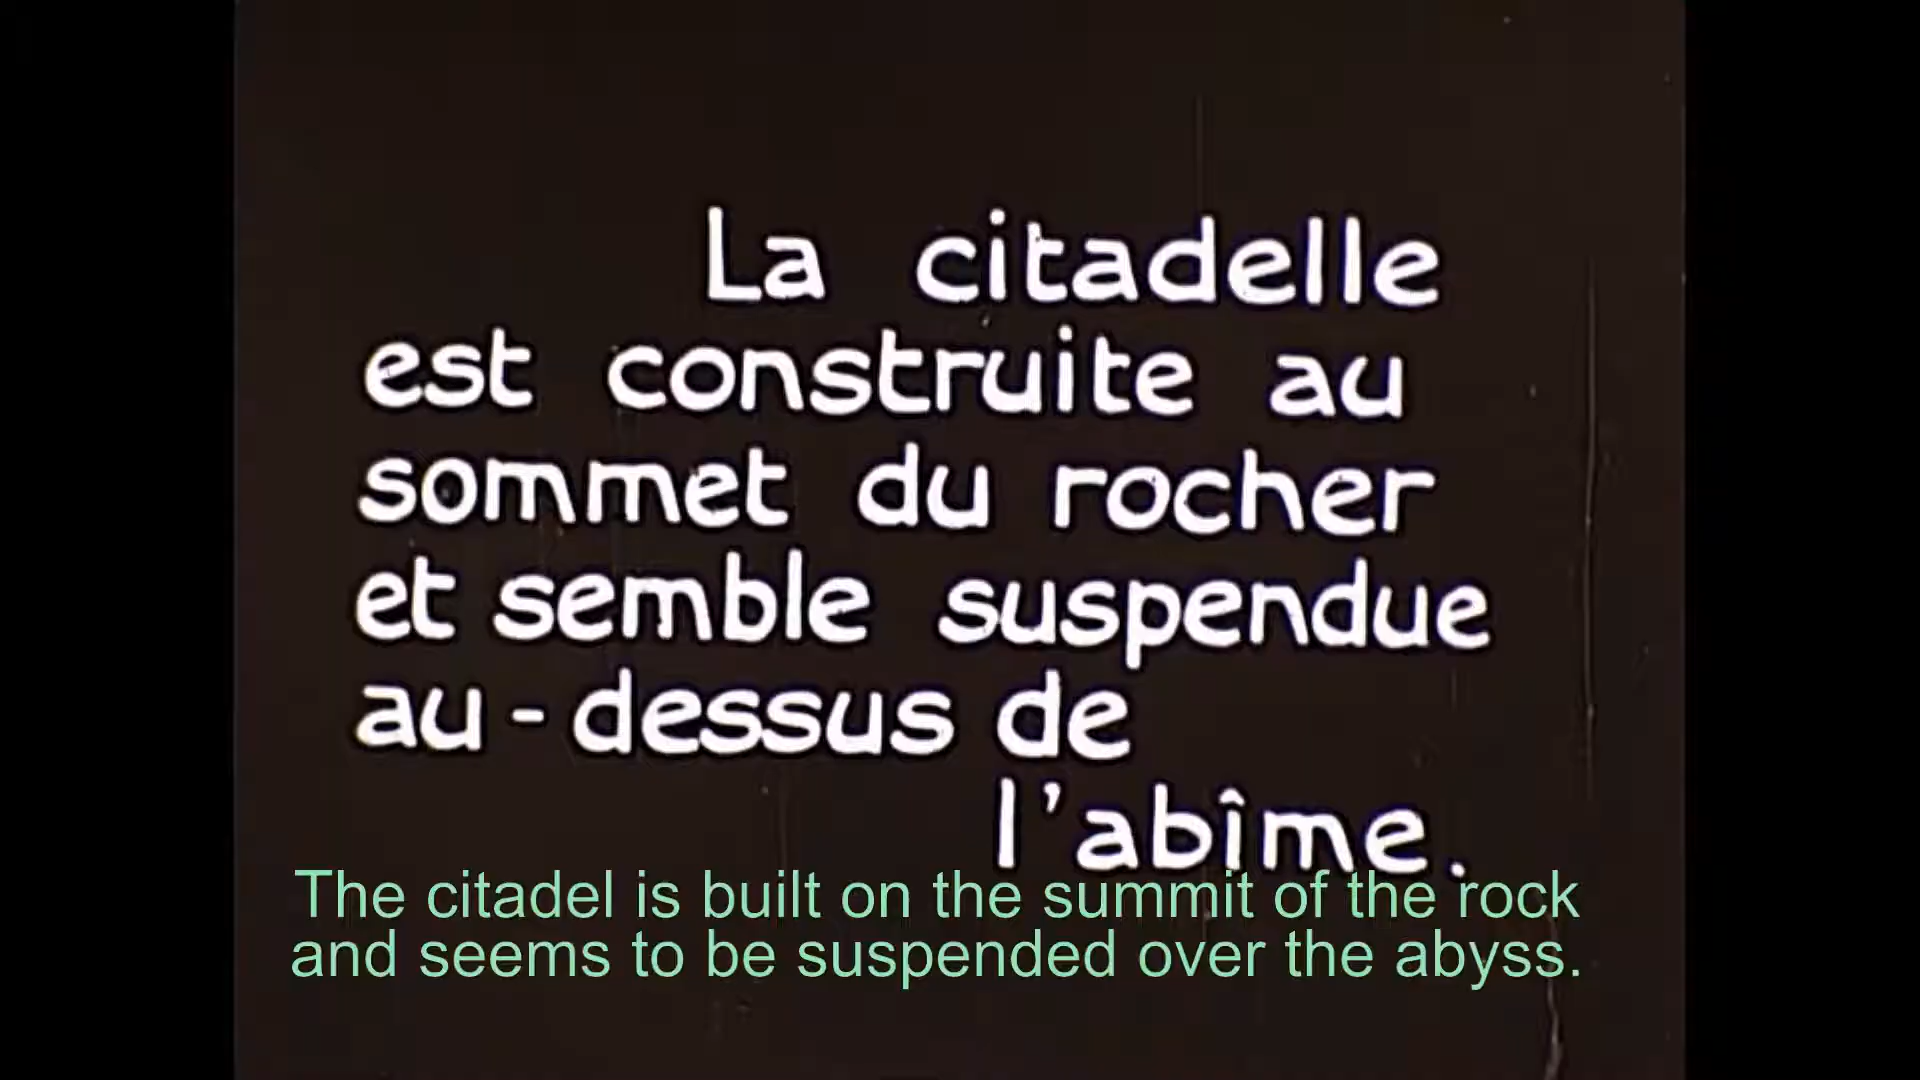 La citadelle
est construite au
sommet du rocher
et semble suspendue
au-dessus de
l'abîme.
The citadel is built on the summit of the rock
and seems to be suspended over the abyss.